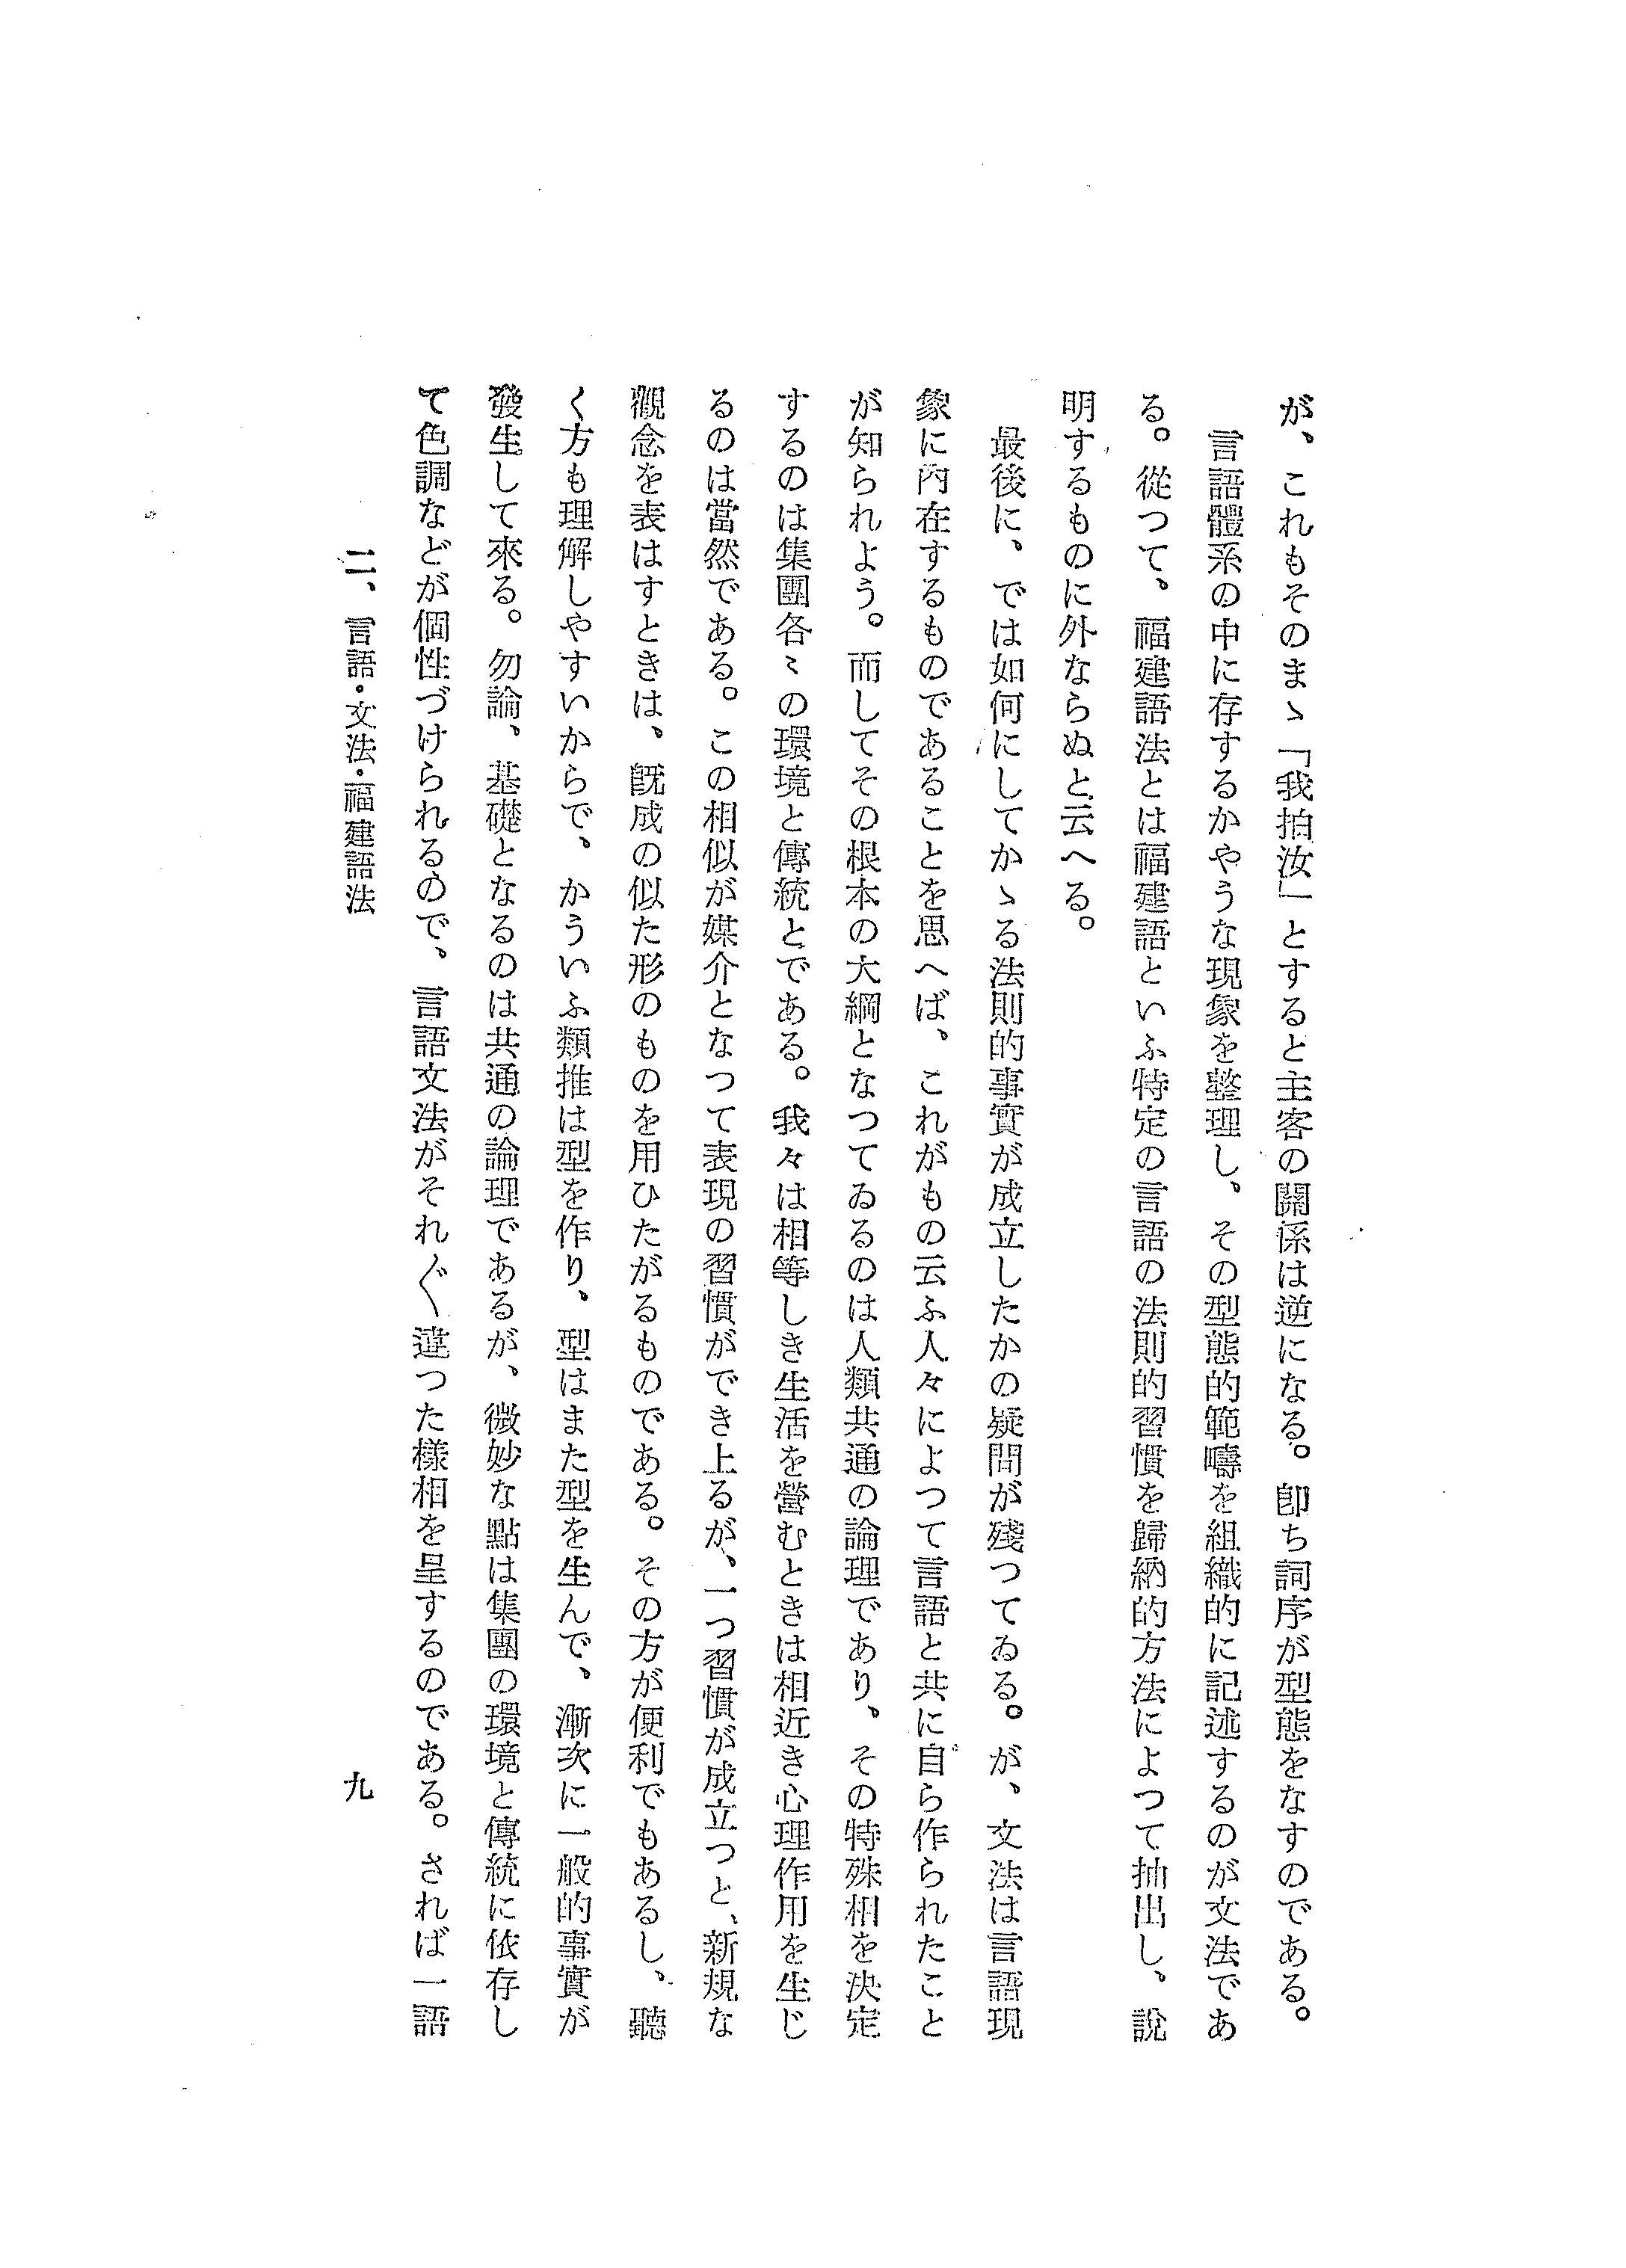 が、これもそのまゝ「我拍汝」とすると主客の關係は逆になる。卽ち詞序が型態をなすのである。
言語體系の中に存するかやうな現象を整理し、その型態的範疇を組織的に記述するのが文法であ
る。從つて、福建語法とは福建語といふ特定の言語の法則的習慣を歸納的方法によつて抽出し、說
明するものに外ならぬと云へる。
最後に、では如何にしてかゝる法則的事實が成立したかの疑問が殘つてゐる。が、文法は言語現
象に內在するものであることを思へば、これがもの云ふ人々によつて言語と共に自ら作られたこと
が知られよう。而してその根本の大綱となつてゐるのは人類共通の論理であり、その特殊相を決定
するのは集團各〻の環境と傳統とである。我々は相等しき生活を營むときは相近き心理作用を生じ
るのは當然である。この相似が媒介となつて表現の習慣ができ上るが、一つ習慣が成立つと、新規な
觀念を表はすときは、旣成の似た形のものを用ひたがるものである。その方が便利でもあるし、聽
く方も理解しやすいからで、かういふ類推は型を作り、型はまた型を生んで、漸次に一般的事實が
發生して來る。勿論、基礎となるのは共通の論理であるが、微妙な點は集團の環境と傳統に依存し
て色調などが個性づけられるので、言語文法がそれ〲違つた樣相を呈するのである。されば一語
二、言語・文法・福建語法
九